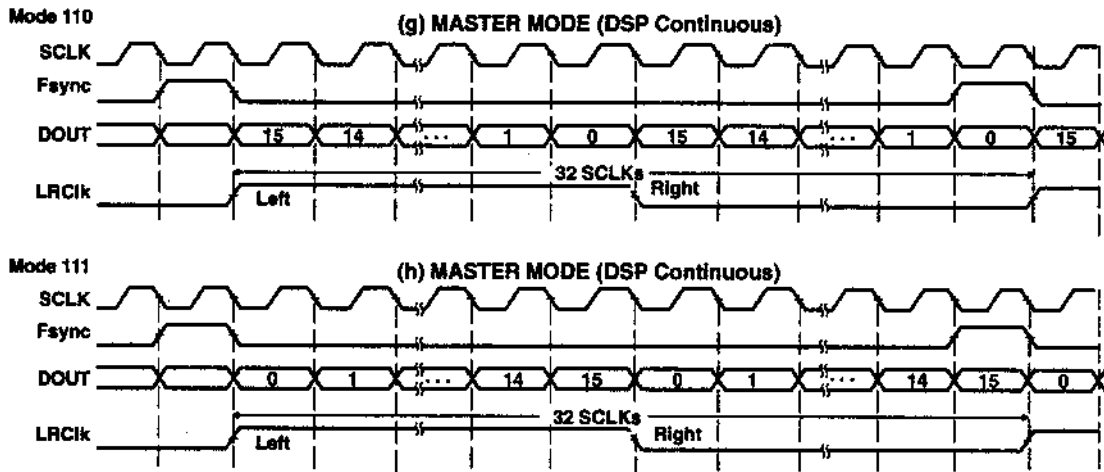 Mode 110
(g) MASTER MODE (DSP Continuous)
SCLK
Fsync
DOUT 15 14 ... 1 0 15 14 ... 1 0 15
32 SCLKs
LRClk Left Right
Mode 111
(h) MASTER MODE (DSP Continuous)
SCLK
Fsync
DOUT 0 1 ... 14 15 0 1 ... 14 15 0
32 SCLKs
LRClk Left Right